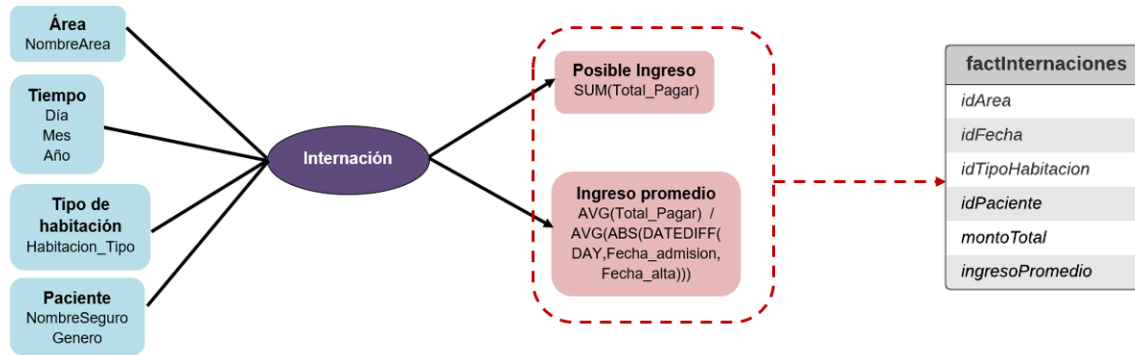 Área
NombreArea
Tiempo
Día
Mes
Año
Tipo de
habitación
Habitacion_Tipo
Paciente
NombreSeguro
Genero
Internación
Posible Ingreso
SUM(Total_Pagar)
Ingreso promedio
AVG(Total_Pagar) /
AVG(ABS(DATEDIFF(
DAY,Fecha_admision,
Fecha_alta)))
factInternaciones
idArea
idFecha
idTipoHabitacion
idPaciente
montoTotal
ingresoPromedio